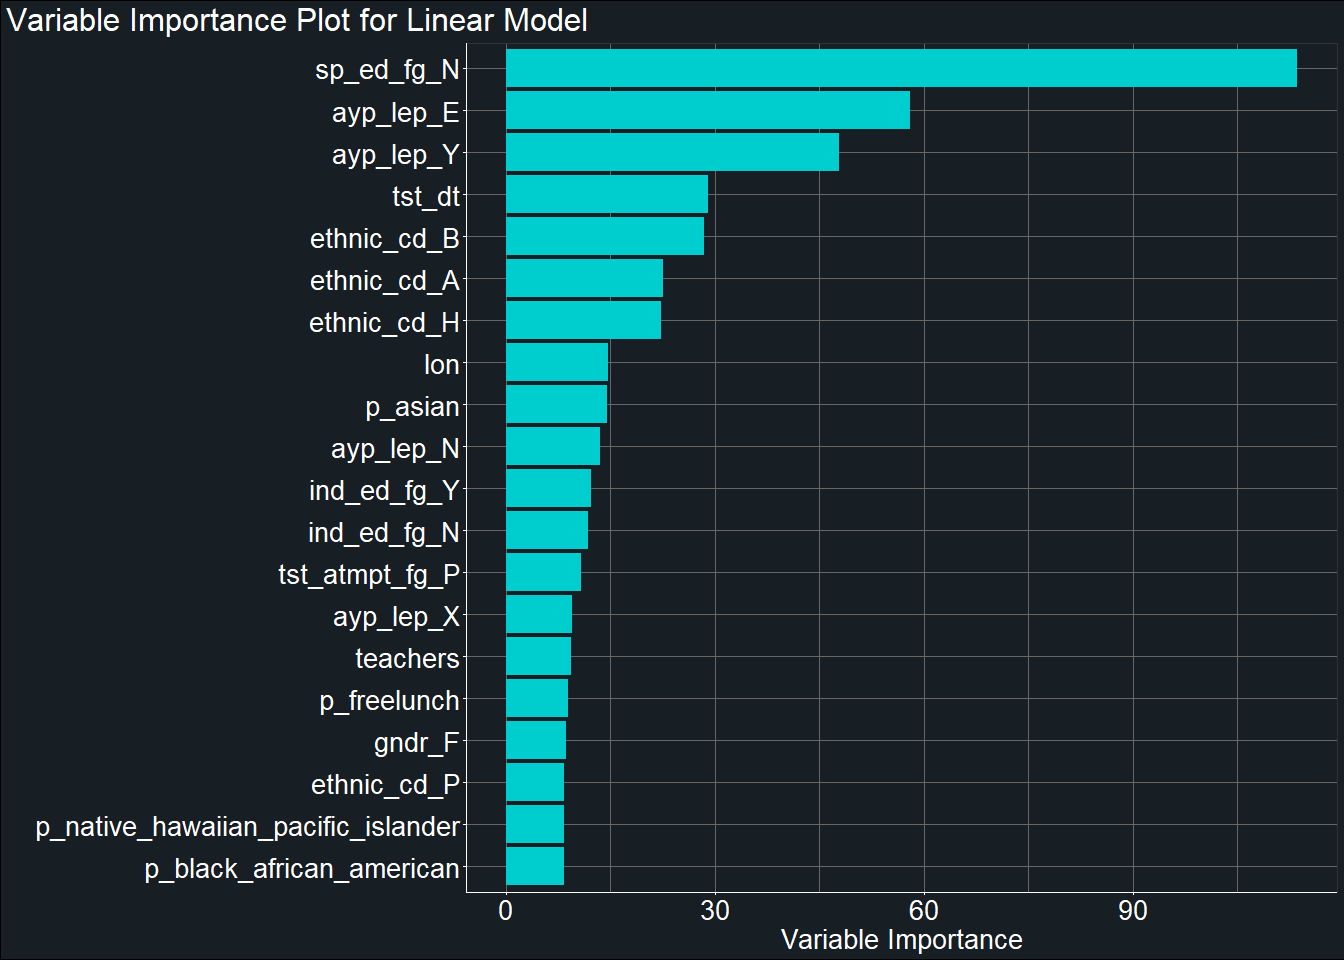 Variable Importance Plot for Linear Model
sp_ed_fg_N
ayp_lep_E
ayp_lep_Y
tst_dt
ethnic_cd_B
ethnic_cd_A
ethnic_cd_H
lon
p_asian
ayp_lep_N
ind_ed_fg_Y
ind_ed_fg_N
tst_atmpt_fg_P
ayp_lep_X
teachers
p_freelunch
gndr_F
ethnic_cd_P
p_native_hawaiian_pacific_islander
p_black_african_american
0 30 60 90
Variable Importance